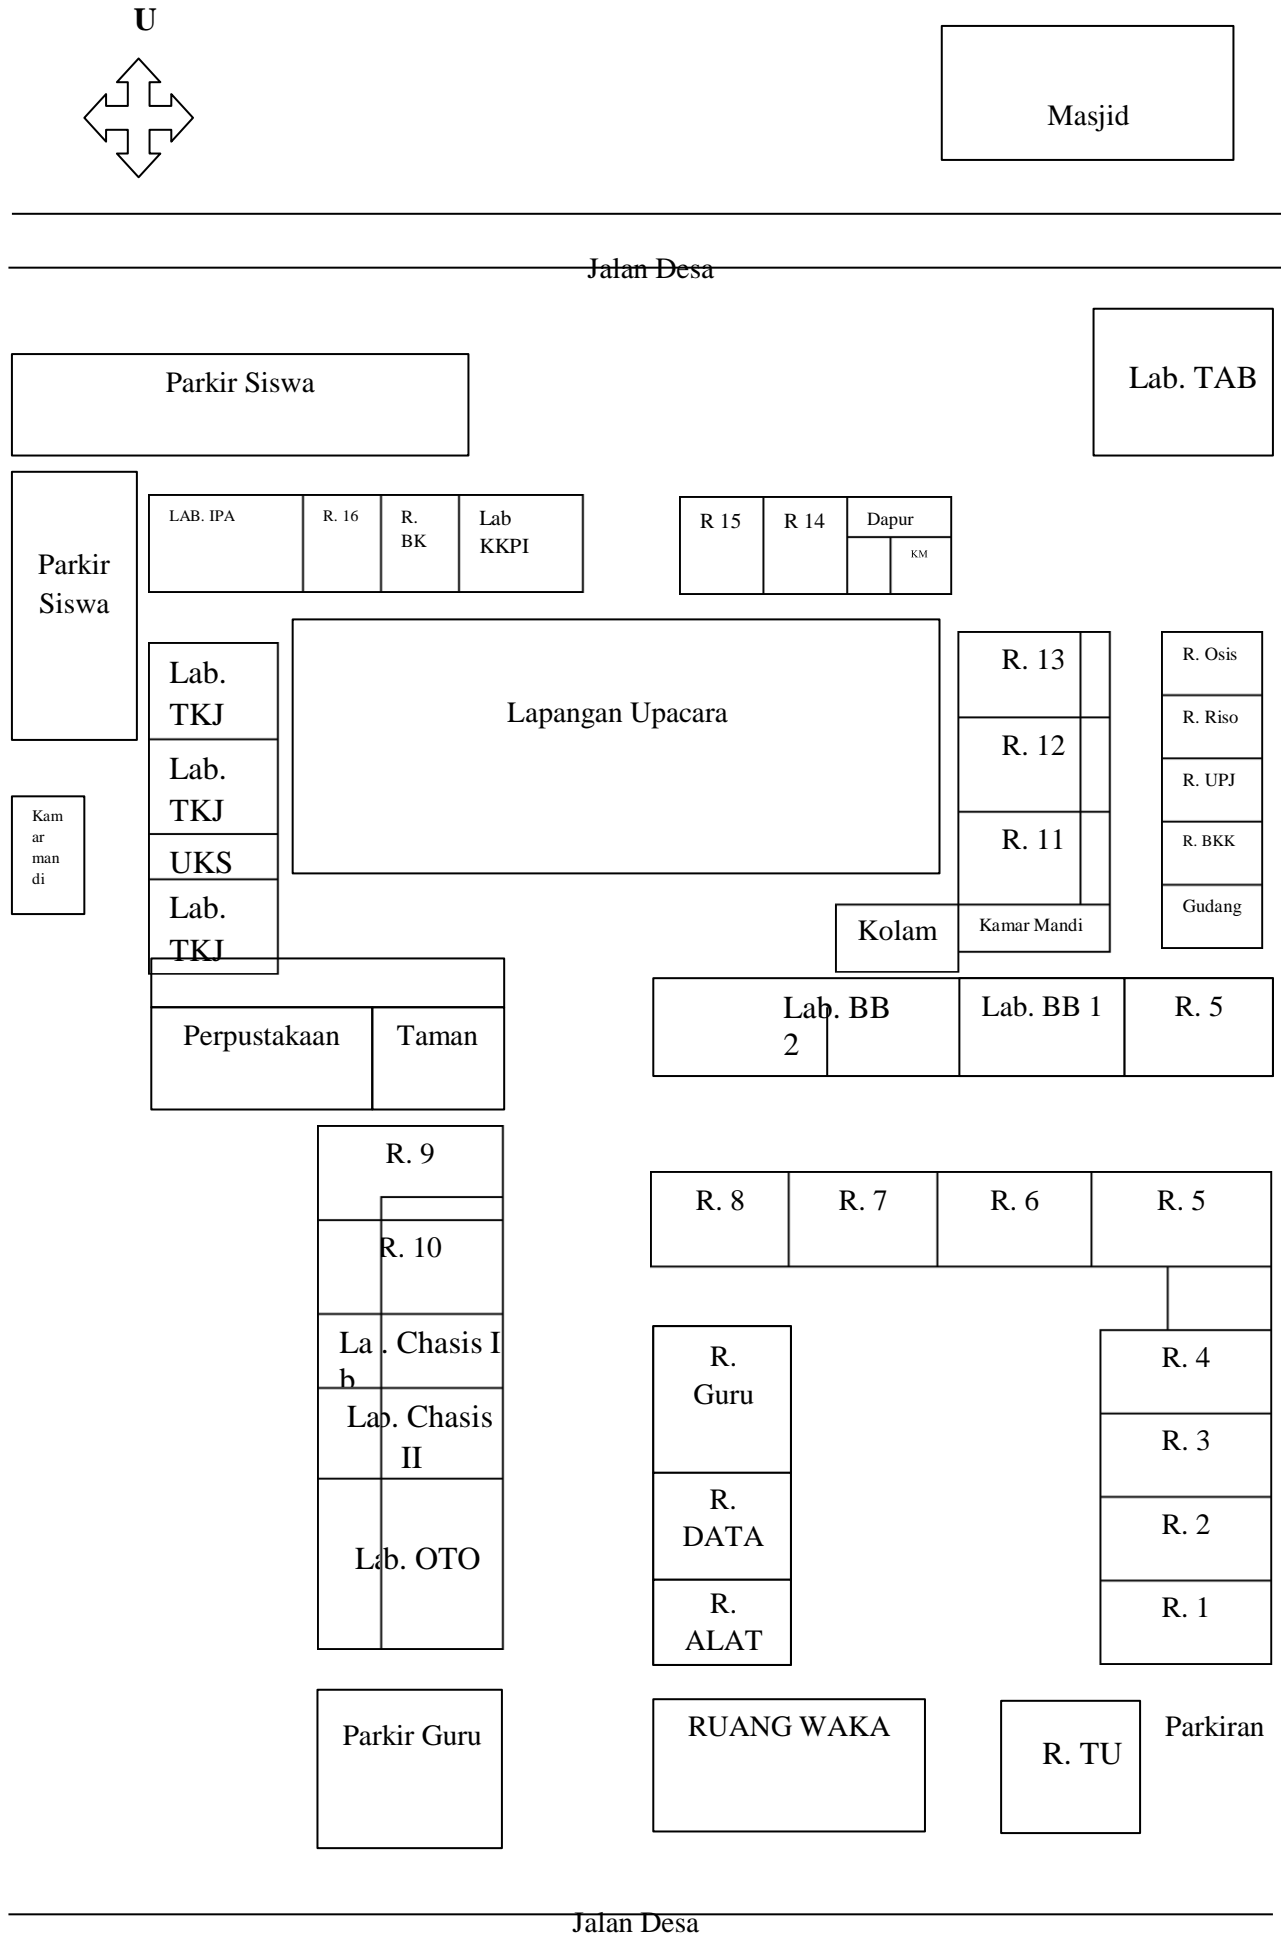 U
Masjid
Jalan Desa
Lab. TAB
Parkir Siswa
LAB. IPA
R. 16
R.
BK
Lab
KKPI
R 15
R 14
Dapur
KM
Parkir
Siswa
Lab.
TKJ
Lapangan Upacara
R. 13
R. Osis
R. Riso
R. 12
Lab.
TKJ
R. UPJ
Kam
ar
man
di
R. 11
R. BKK
UKS
Lab.
TKJ
Kolam
Kamar Mandi
Gudang
Perpustakaan
Taman
Lab. BB
2
Lab. BB 1
R. 5
R. 9
R. 8
R. 7
R. 6
R. 5
R. 10
La . Chasis I
b
R.
Guru
R. 4
Lab. Chasis
II
R. 3
R.
DATA
R. 2
Lab. OTO
R.
ALAT
R. 1
Parkir Guru
RUANG WAKA
R. TU
Parkiran
Jalan Desa